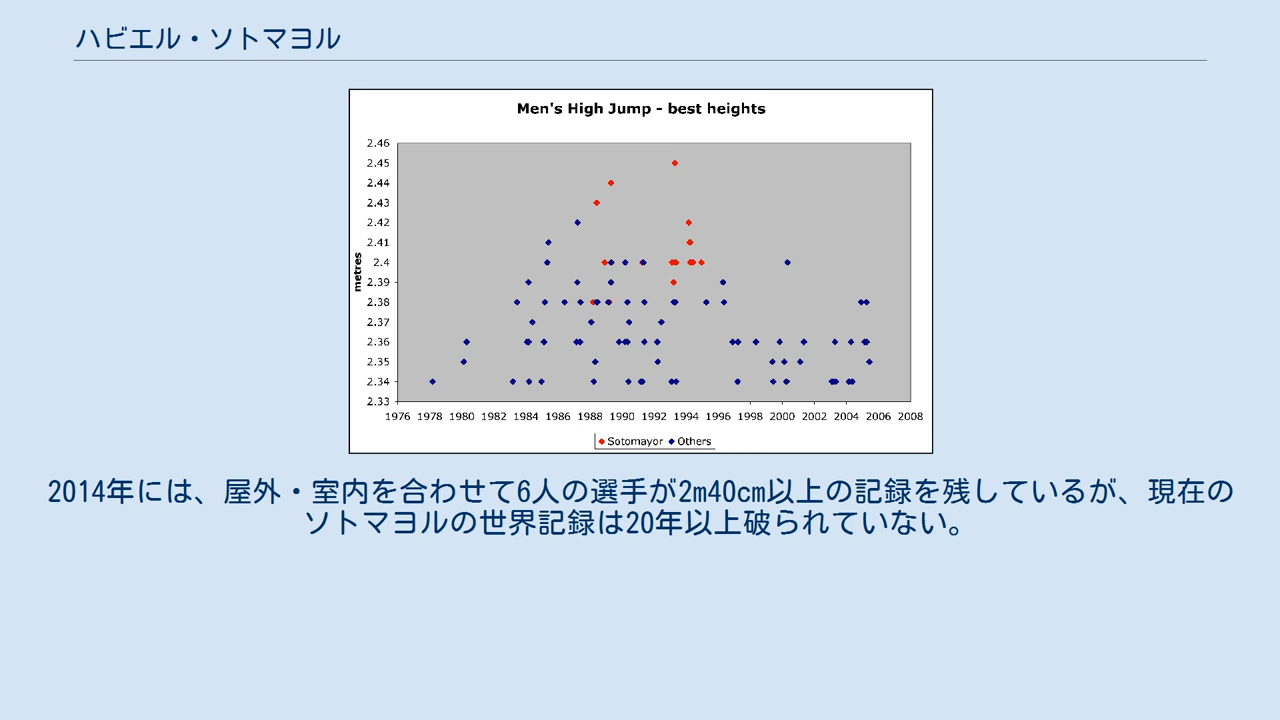 ハビエル・ソトマヨル
Men's High Jump - best heights
2.46
2.45
2.44
2.43
2.42
2.41
2.4
2.39
2.38
2.37
2.36
2.35
2.34
2.33
metres
1976 1978 1980 1982 1984 1986 1988 1990 1992 1994 1996 1998 2000 2002 2004 2006 2008
Sotomayor Others
2014年には、屋外・室内を合わせて6人の選手が2m40cm以上の記録を残しているが、現在の
ソトマヨルの世界記録は20年以上破られていない。